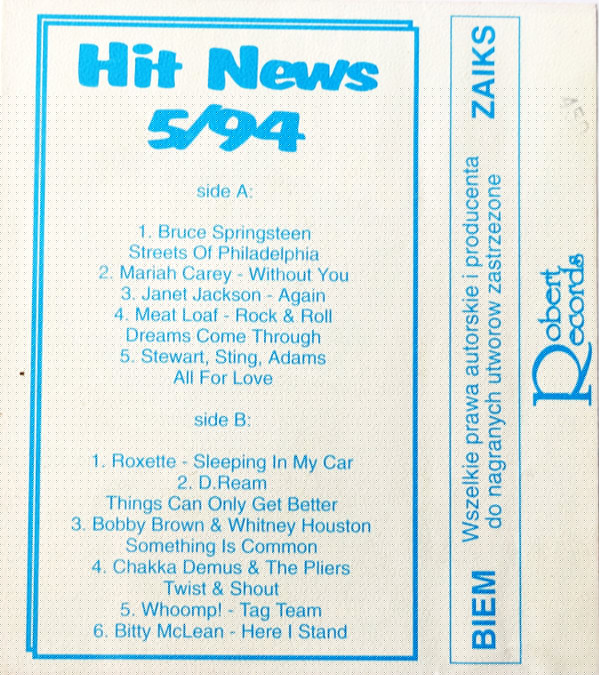 Hit News
5/94
side A:
1. Bruce Springsteen
Streets Of Philadelphia
2. Mariah Carey - Without You
3. Janet Jackson - Again
4. Meat Loaf - Rock & Roll
Dreams Come Through
5. Stewart, Sting, Adams
All For Love
side B:
1. Roxette - Sleeping In My Car
2. D.Ream
Things Can Only Get Better
3. Bobby Brown & Whitney Houston
Something Is Common
4. Chakka Demus & The Pliers
Twist & Shout
5. Whoomp! - Tag Team
6. Bitty McLean - Here I Stand
BIEM
Wszelkie prawa autorskie i producenta
do nagranych utworow zastrzezone
ZAIKS
Robert
Records